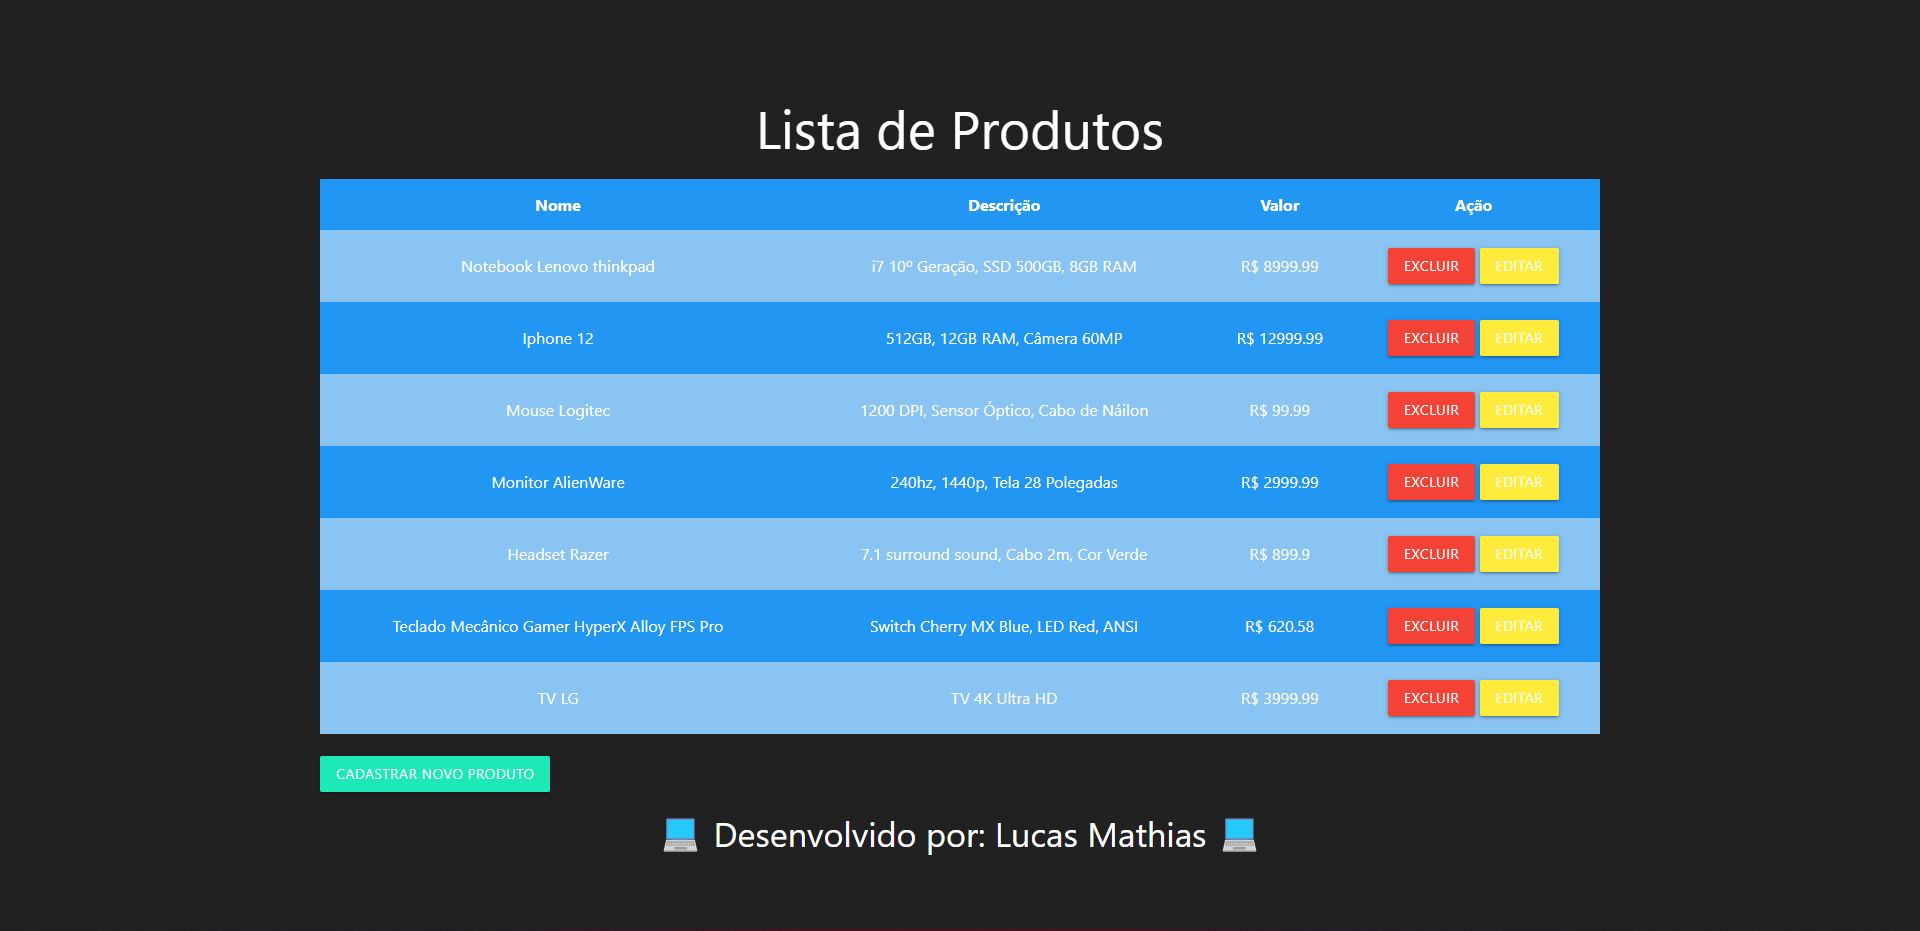 Lista de Produtos
Nome Descrição Valor Ação
Notebook Lenovo thinkpad i7 10º Geração, SSD 500GB, 8GB RAM R$ 8999.99 EXCLUIR EDITAR
Iphone 12 512GB, 12GB RAM, Câmera 60MP R$ 12999.99 EXCLUIR EDITAR
Mouse Logitec 1200 DPI, Sensor Óptico, Cabo de Náilon R$ 99.99 EXCLUIR EDITAR
Monitor AlienWare 240hz, 1440p, Tela 28 Polegadas R$ 2999.99 EXCLUIR EDITAR
Headset Razer 7.1 surround sound, Cabo 2m, Cor Verde R$ 899.9 EXCLUIR EDITAR
Teclado Mecânico Gamer HyperX Alloy FPS Pro Switch Cherry MX Blue, LED Red, ANSI R$ 620.58 EXCLUIR EDITAR
TV LG TV 4K Ultra HD R$ 3999.99 EXCLUIR EDITAR
CADASTRAR NOVO PRODUTO
Desenvolvido por: Lucas Mathias